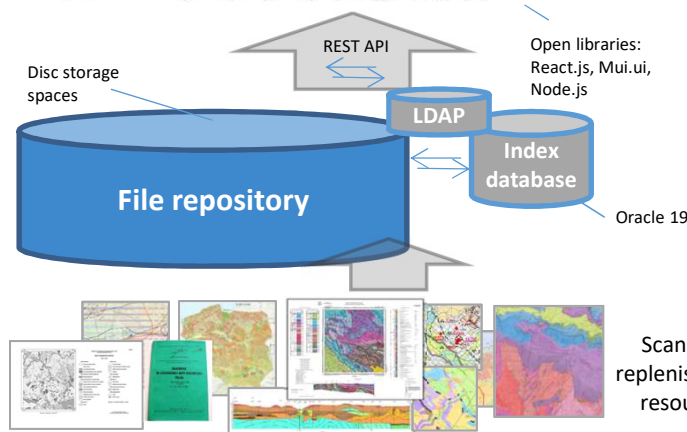 REST API
Open libraries:
React.js, Mui.ui,
Node.js
Disc storage
spaces
LDAP
Index
database
File repository
Oracle 19
Scan
replenis
resou